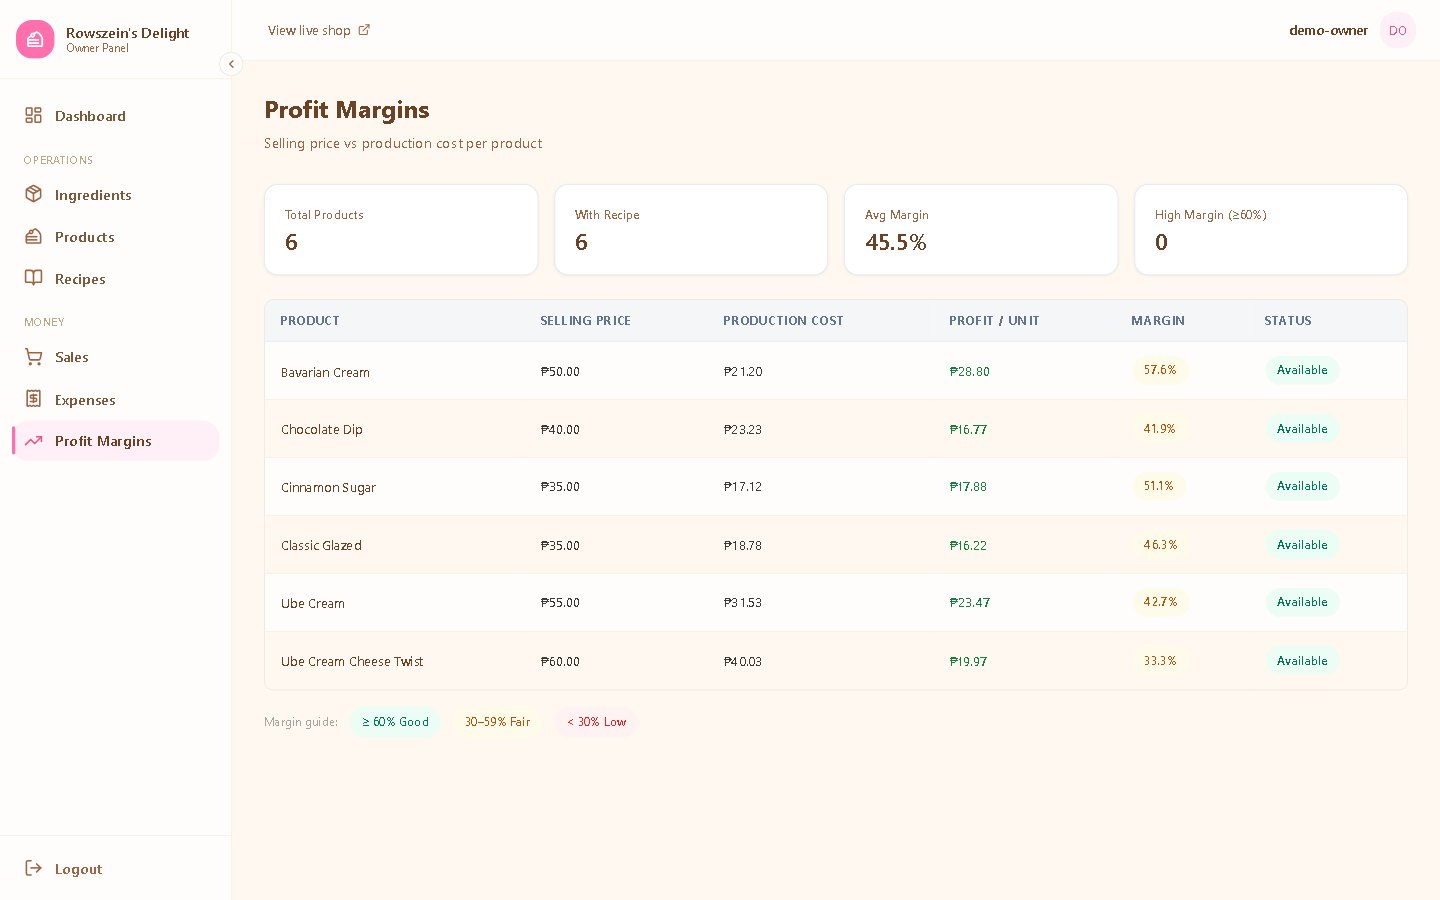 Rowszein's Delight
Owner Panel
View live shop
demo-owner
DO
Dashboard
OPERATIONS
Ingredients
Products
Recipes
MONEY
Sales
Expenses
Profit Margins
Logout
Profit Margins
Selling price vs production cost per product
Total Products
6
With Recipe
6
Avg Margin
45.5%
High Margin (≥60%)
0
PRODUCT SELLING PRICE PRODUCTION COST PROFIT / UNIT MARGIN STATUS
Bavarian Cream ₱50.00 ₱21.20 ₱28.80 57.6% Available
Chocolate Dip ₱40.00 ₱23.23 ₱16.77 41.9% Available
Cinnamon Sugar ₱35.00 ₱17.12 ₱17.88 51.1% Available
Classic Glazed ₱35.00 ₱18.78 ₱16.22 46.3% Available
Ube Cream ₱55.00 ₱31.53 ₱23.47 42.7% Available
Ube Cream Cheese Twist ₱60.00 ₱40.03 ₱19.97 33.3% Available
Margin guide: ≥ 60% Good 30–59% Fair < 30% Low